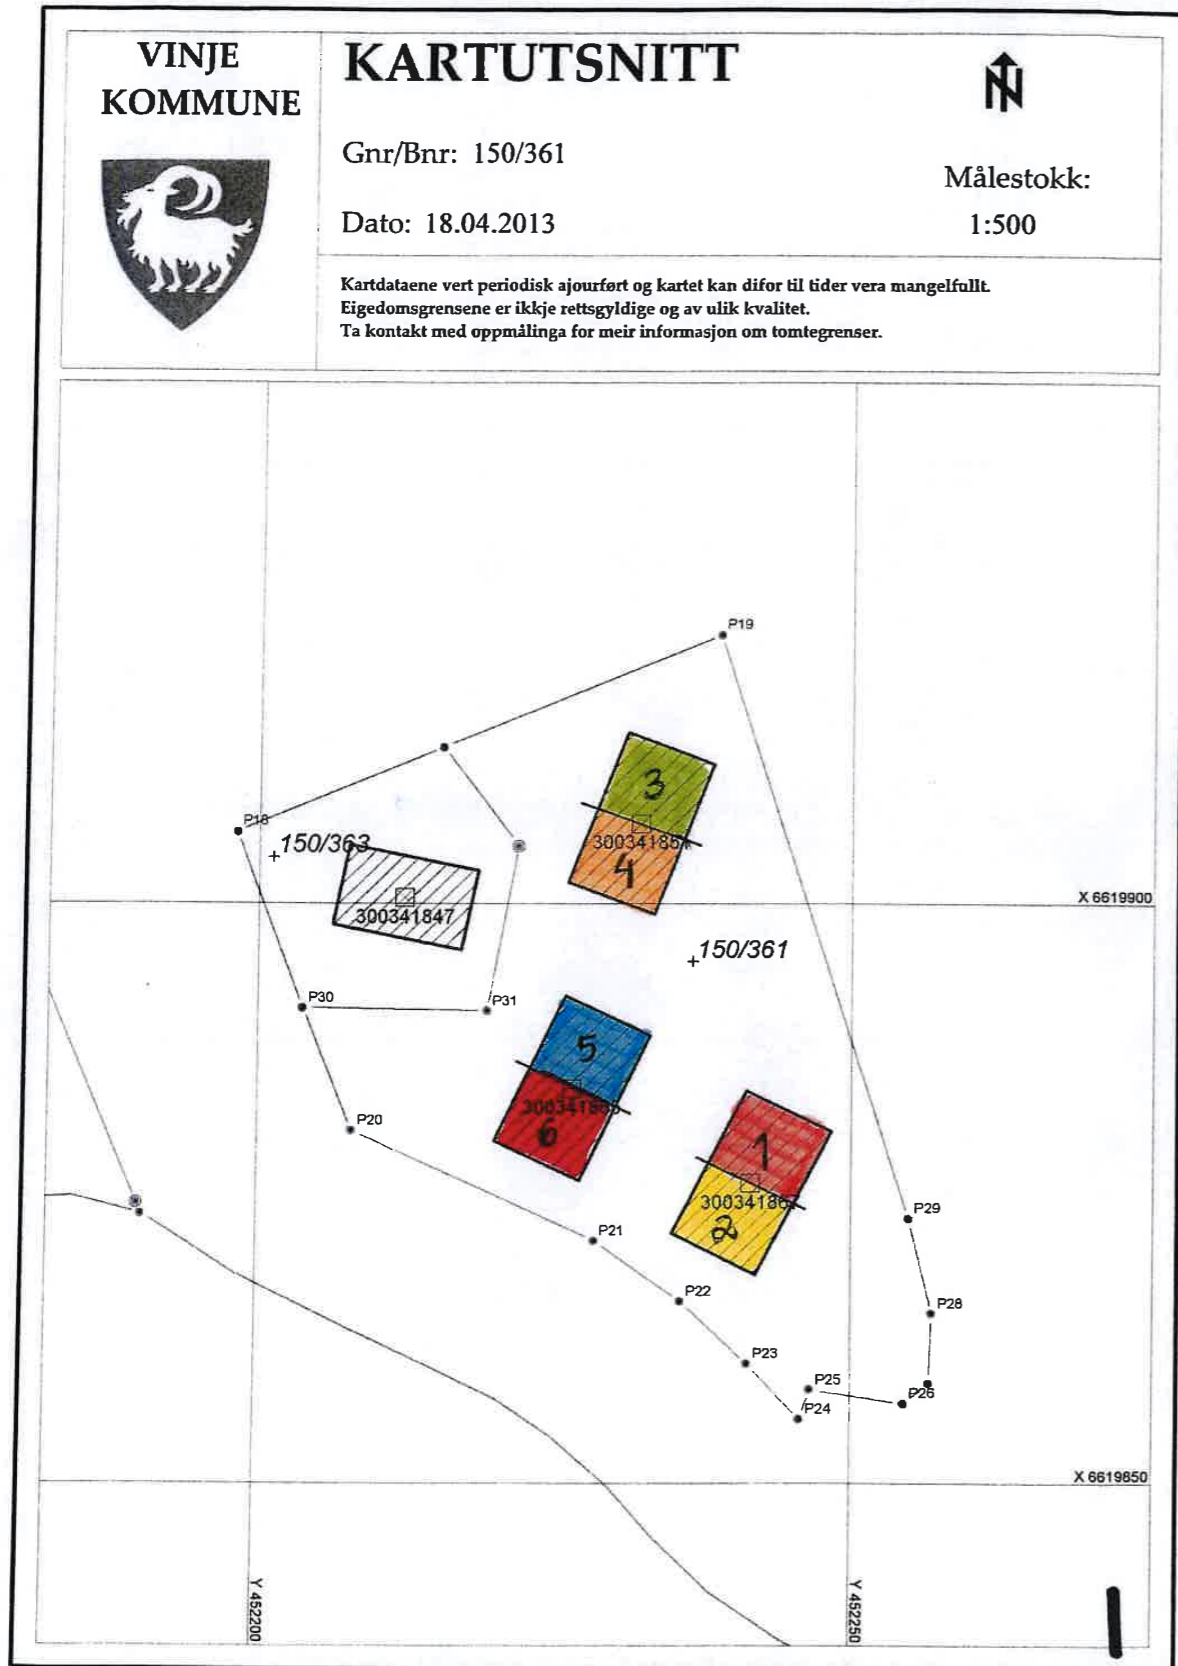 VINJE
KOMMUNE
KARTUTSNITT
N
Gnr/Bnr: 150/361
Målestokk:
Dato: 18.04.2013
1:500
Kartdataene vert periodisk ajourført og kartet kan difor til tider vera mangelfullt.
Eigedomsgrensene er ikkje rettsgyldige og av ulik kvalitet.
Ta kontakt med oppmålinga for meir informasjon om tomtegrenser.
P19
3
P18
150/363
4
300341847
X 6619900
150/361
P30
P31
5
6
P20
1
2
P29
P21
P22
P28
P23
P25
P26
P24
X 6619850
Y 452200
Y 452250
1